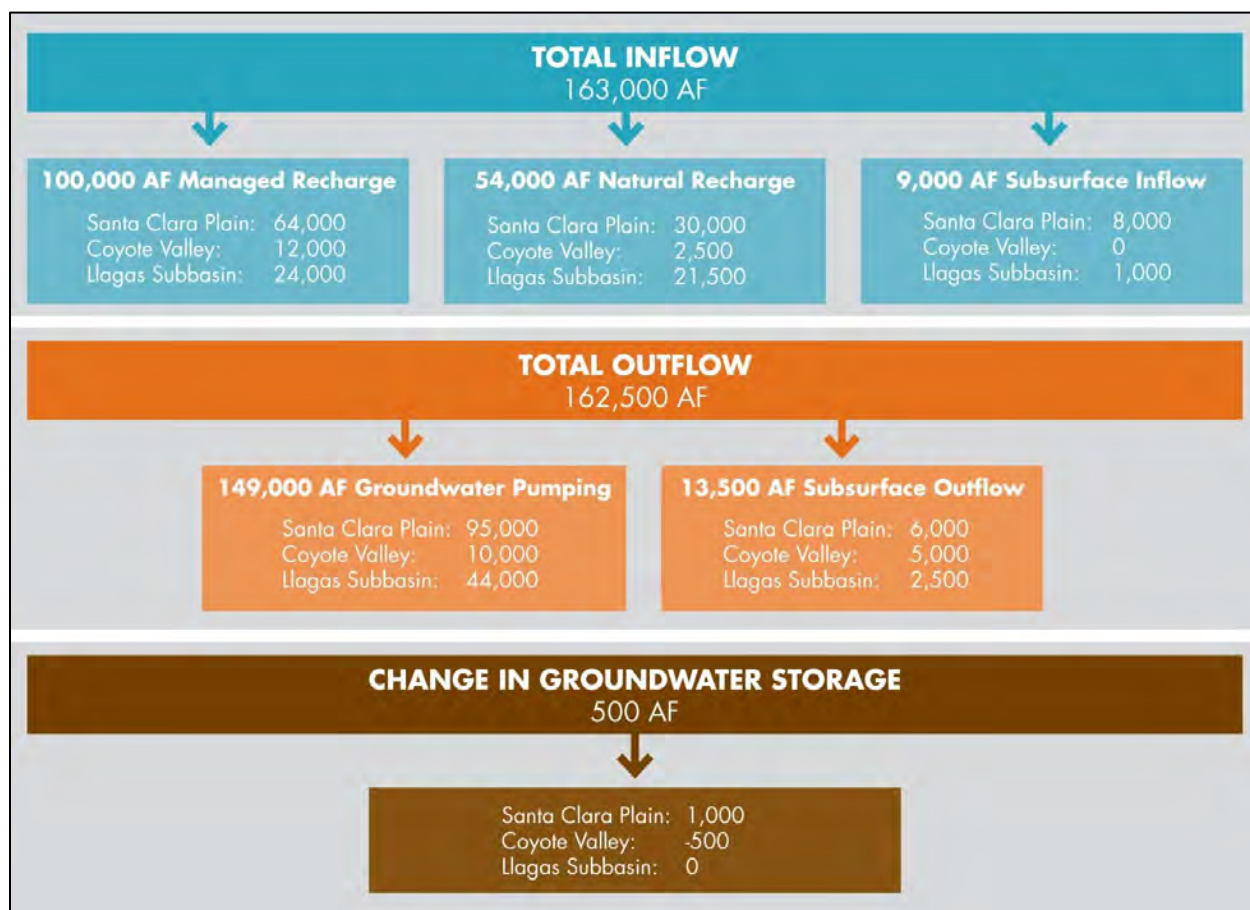 TOTAL INFLOW
163,000 AF
100,000 AF Managed Recharge
Santa Clara Plain: 64,000
Coyote Valley: 12,000
Llagas Subbasin: 24,000
54,000 AF Natural Recharge
Santa Clara Plain: 30,000
Coyote Valley: 2,500
Llagas Subbasin: 21,500
9,000 AF Subsurface Inflow
Santa Clara Plain: 8,000
Coyote Valley: 0
Llagas Subbasin: 1,000
TOTAL OUTFLOW
162,500 AF
149,000 AF Groundwater Pumping
Santa Clara Plain: 95,000
Coyote Valley: 10,000
Llagas Subbasin: 44,000
13,500 AF Subsurface Outflow
Santa Clara Plain: 6,000
Coyote Valley: 5,000
Llagas Subbasin: 2,500
CHANGE IN GROUNDWATER STORAGE
500 AF
Santa Clara Plain: 1,000
Coyote Valley: -500
Llagas Subbasin: 0